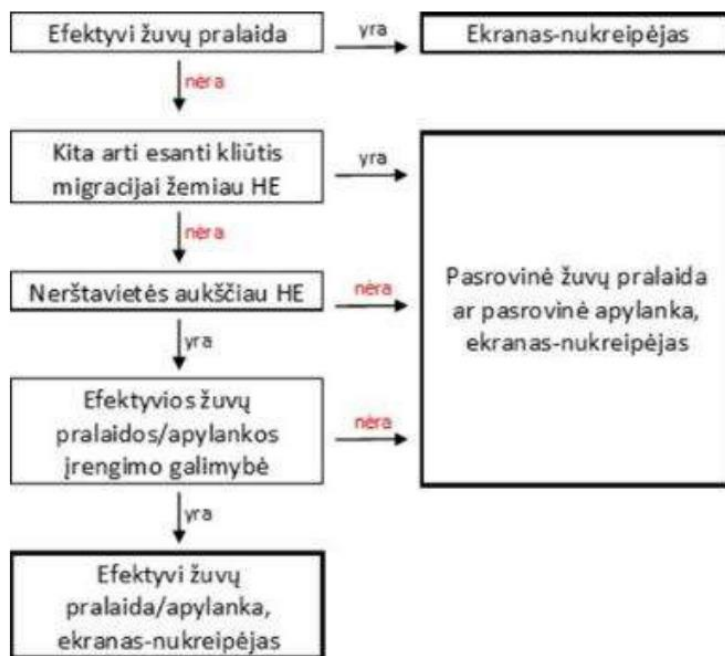 Efektyvi žuvų pralaida
yra
Ekranas-nukreipėjas
nėra
Kita arti esanti kliūtis
migracijai žemiau HE
yra
nėra
Nerštavietės aukščiau HE
nėra
yra
Efektyvios žuvų
pralaidos/apylankos
įrengimo galimybė
nėra
Pasrovinė žuvų pralaida
ar pasrovinė apylanka,
ekranas-nukreipėjas
yra
Efektyvi žuvų
pralaida/apylanka,
ekranas-nukreipėjas